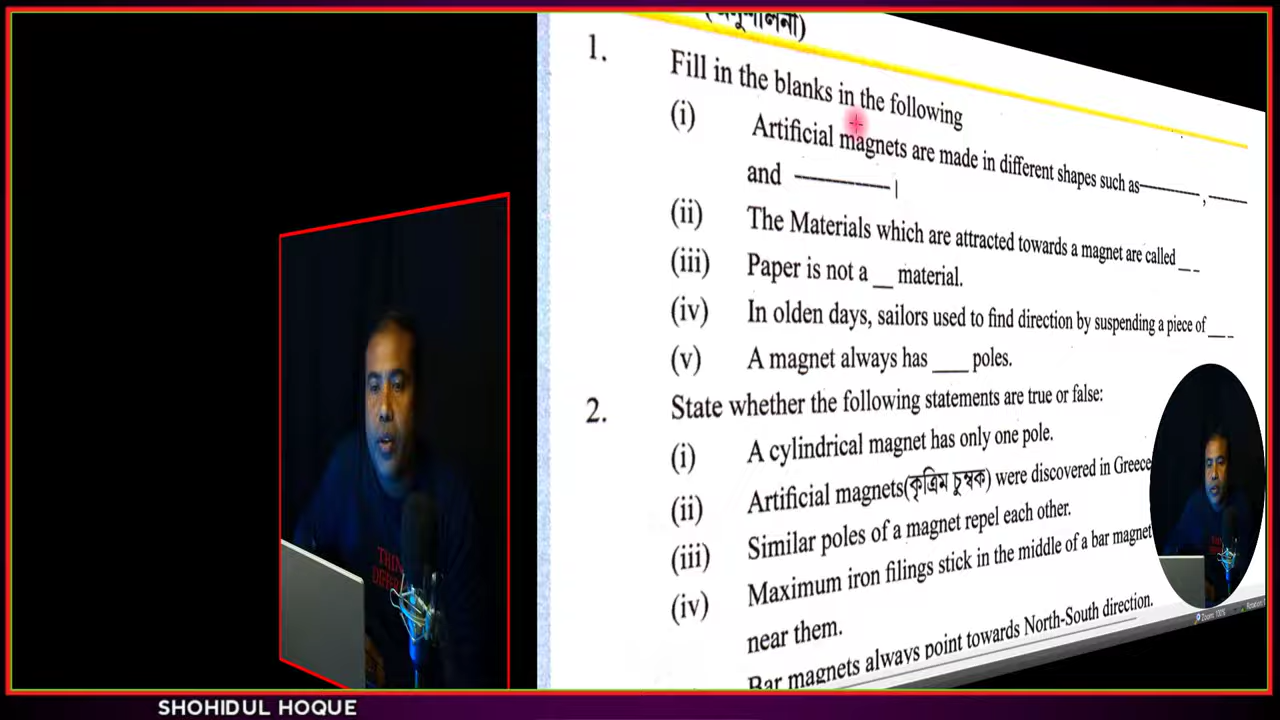 (অনুশীলনী)
1. Fill in the blanks in the following
(i) Artificial magnets are made in different shapes such as———, ———
and ————|
(ii) The Materials which are attracted towards a magnet are called __ _
(iii) Paper is not a __ material.
(iv) In olden days, sailors used to find direction by suspending a piece of __ _
(v) A magnet always has ___ poles.
2. State whether the following statements are true or false:
(i) A cylindrical magnet has only one pole.
(ii) Artificial magnets(কৃত্রিম চুম্বক) were discovered in Greece
(iii) Similar poles of a magnet repel each other.
(iv) Maximum iron filings stick in the middle of a bar magnet
near them.
Bar magnets always point towards North-South direction.
THIN
SHOHIDUL HOQUE